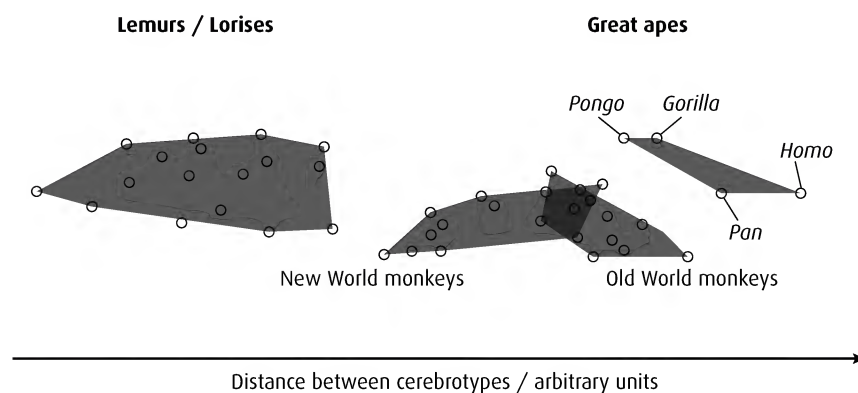 Lemurs / Lorises
Great apes
Pongo
Gorilla
Homo
Pan
New World monkeys
Old World monkeys
Distance between cerebrotypes / arbitrary units